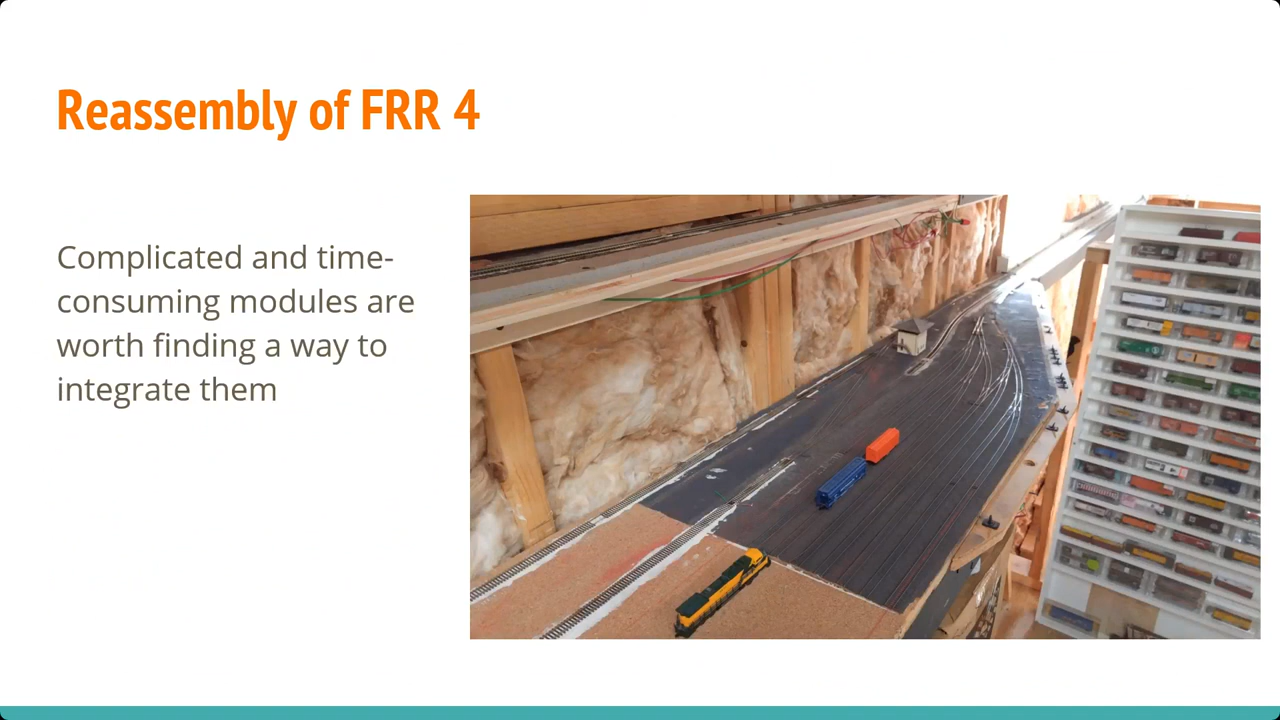 Reassembly of FRR 4
Complicated and time-
consuming modules are
worth finding a way to
integrate them